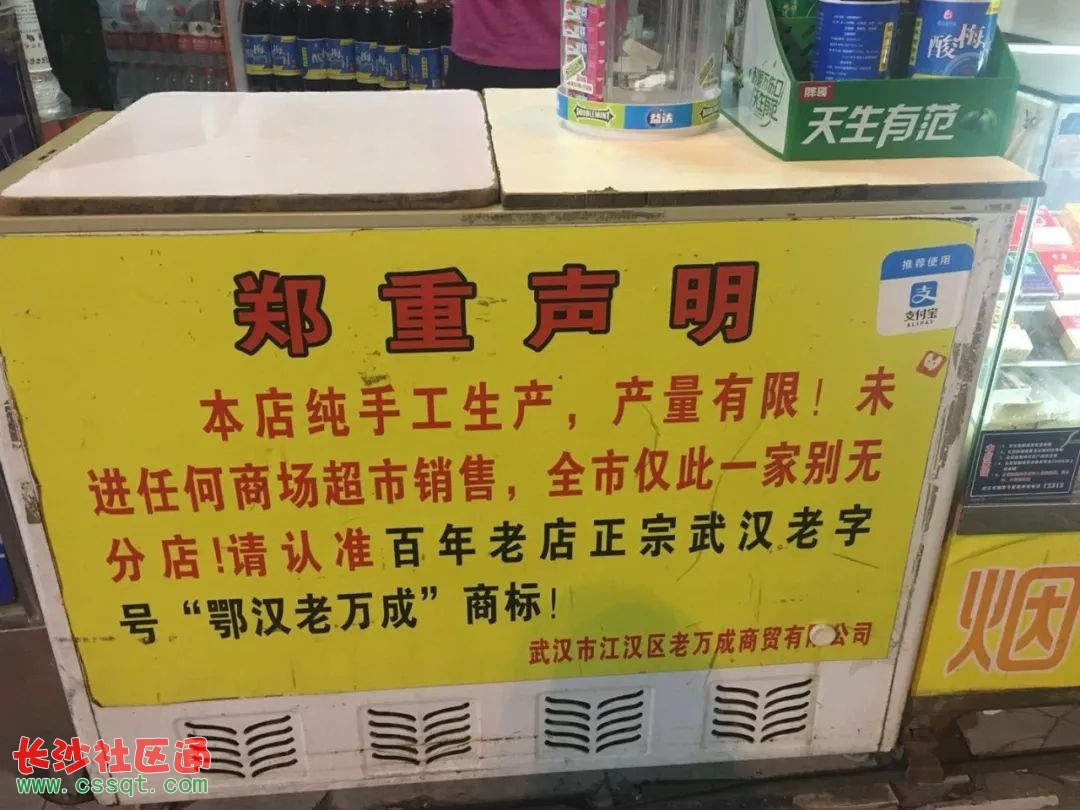 酸梅
DOUBLEMINT
益达
天生有范
推荐使用
支付宝
ALIPAY
郑重声明
本店纯手工生产，产量有限！未
进任何商场超市销售，全市仅此一家别无
分店！请认准百年老店正宗武汉老字
号“鄂汉老万成”商标！
武汉市江汉区老万成商贸有 公司
烟
长沙社区通
www.cssqt.com